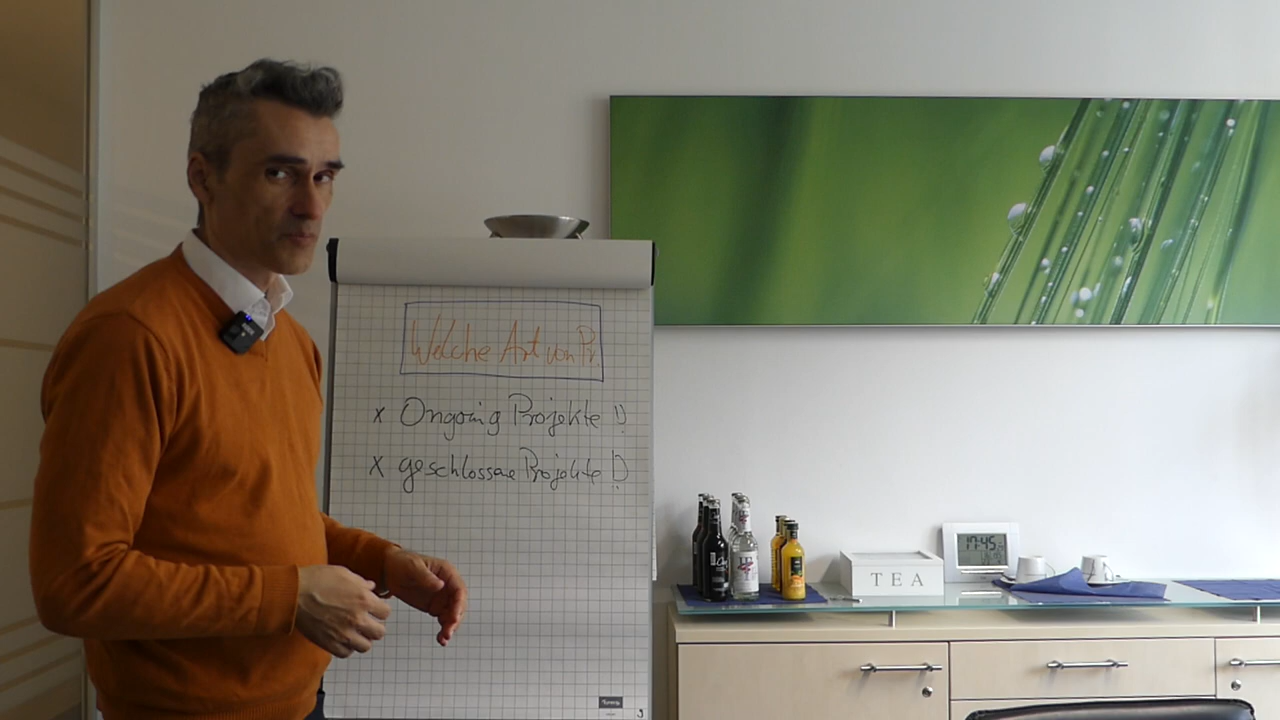 Welche Art von Pr.
x Ongoing Projekte !)
x geschlossene Projekte !)
TEA
17:45